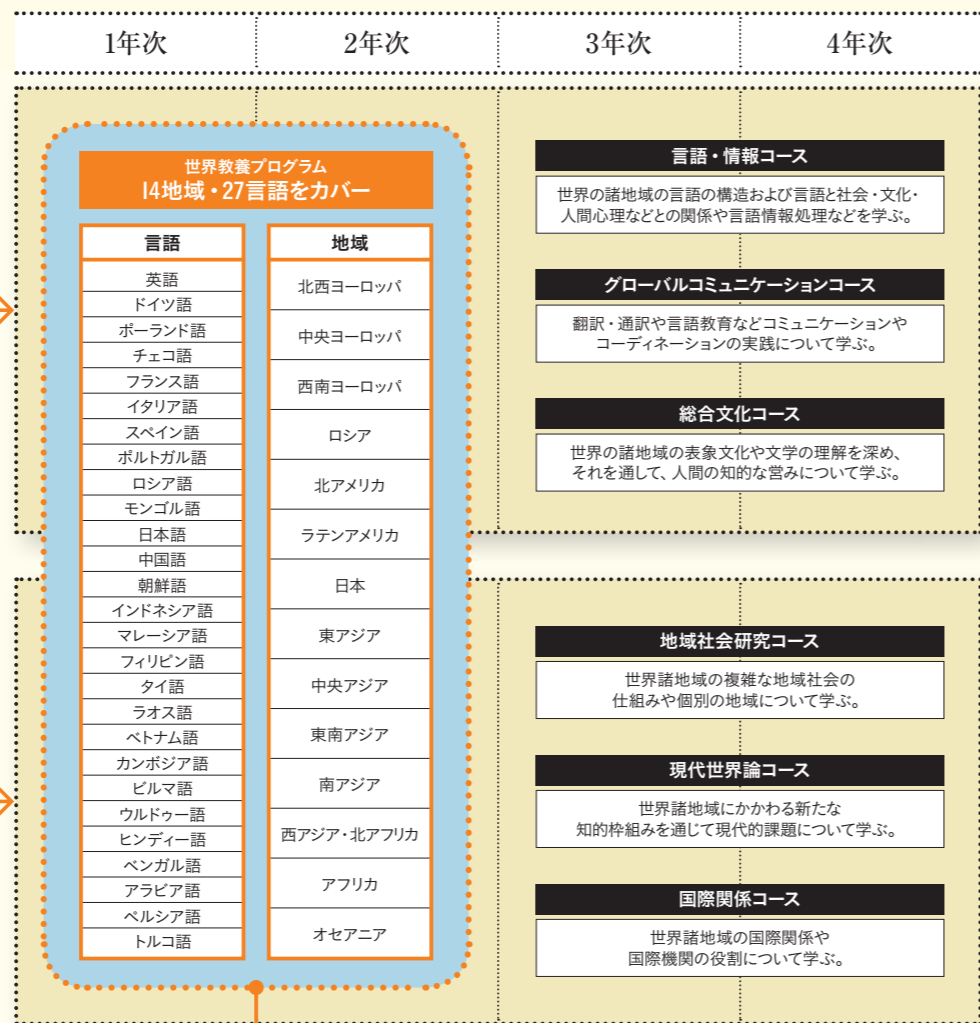 1年次
2年次
3年次
4年次
世界教養プログラム
14地域・27言語をカバー
言語
英語
ドイツ語
ポーランド語
チェコ語
フランス語
イタリア語
スペイン語
ポルトガル語
ロシア語
モンゴル語
日本語
中国語
朝鮮語
インドネシア語
マレーシア語
フィリピン語
タイ語
ラオス語
ベトナム語
カンボジア語
ビルマ語
ウルドゥー語
ヒンディー語
ベンガル語
アラビア語
ペルシア語
トルコ語
地域
北西ヨーロッパ
中央ヨーロッパ
西南ヨーロッパ
ロシア
北アメリカ
ラテンアメリカ
日本
東アジア
中央アジア
東南アジア
南アジア
西アジア・北アフリカ
アフリカ
オセアニア
言語・情報コース
世界の諸地域の言語の構造および言語と社会・文化・
人間心理などとの関係や言語情報処理などを学ぶ。
グローバルコミュニケーションコース
翻訳・通訳や言語教育などコミュニケーションや
コーディネーションの実践について学ぶ。
総合文化コース
世界の諸地域の表象文化や文学の理解を深め、
それを通して、人間の知的な営みについて学ぶ。
地域社会研究コース
世界諸地域の複雑な地域社会の
仕組みや個別の地域について学ぶ。
現代世界論コース
世界諸地域にかかわる新たな
知的枠組みを通じて現代的課題について学ぶ。
国際関係コース
世界諸地域の国際関係や
国際機関の役割について学ぶ。